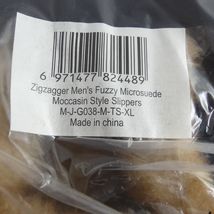 6 971477 824489
Zigzagger Men's Fuzzy Microsuede
Moccasin Style Slippers
M-J-G038-M-TS-XL
Made in china